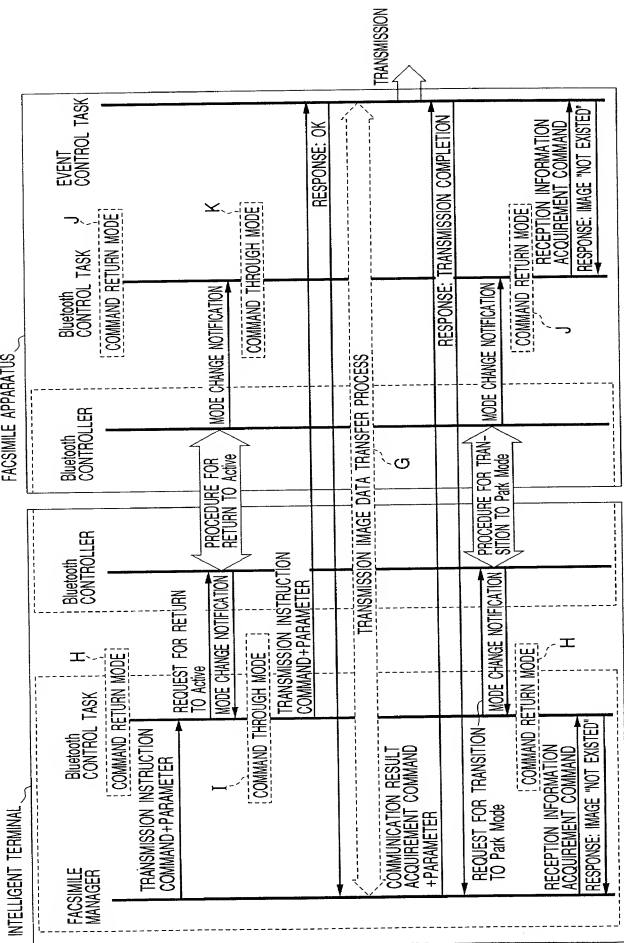 INTELLIGENT TERMINAL
FACSIMILE APPARATUS
FACSIMILE
MANAGER
Bluetooth
CONTROL TASK
Bluetooth
CONTROLLER
Bluetooth
CONTROLLER
Bluetooth
CONTROL TASK
EVENT
CONTROL TASK
H
COMMAND RETURN MODE
J
COMMAND RETURN MODE
TRANSMISSION INSTRUCTION
COMMAND+PARAMETER
REQUEST FOR RETURN
TO Active
PROCEDURE FOR
RETURN TO Active
MODE CHANGE NOTIFICATION
MODE CHANGE NOTIFICATION
I
COMMAND THROUGH MODE
K
COMMAND THROUGH MODE
TRANSMISSION INSTRUCTION
COMMAND+PARAMETER
RESPONSE: OK
TRANSMISSION IMAGE DATA TRANSFER PROCESS
G
TRANSMISSION
COMMUNICATION RESULT
ACQUIREMENT COMMAND
+PARAMETER
RESPONSE: TRANSMISSION COMPLETION
REQUEST FOR TRANSITION
TO Park Mode
PROCEDURE FOR TRAN-
SITION TO Park Mode
MODE CHANGE NOTIFICATION
MODE CHANGE NOTIFICATION
COMMAND RETURN MODE
H
COMMAND RETURN MODE
J
RECEPTION INFORMATION
ACQUIREMENT COMMAND
RESPONSE: IMAGE "NOT EXISTED"
RECEPTION INFORMATION
ACQUIREMENT COMMAND
RESPONSE: IMAGE "NOT EXISTED"